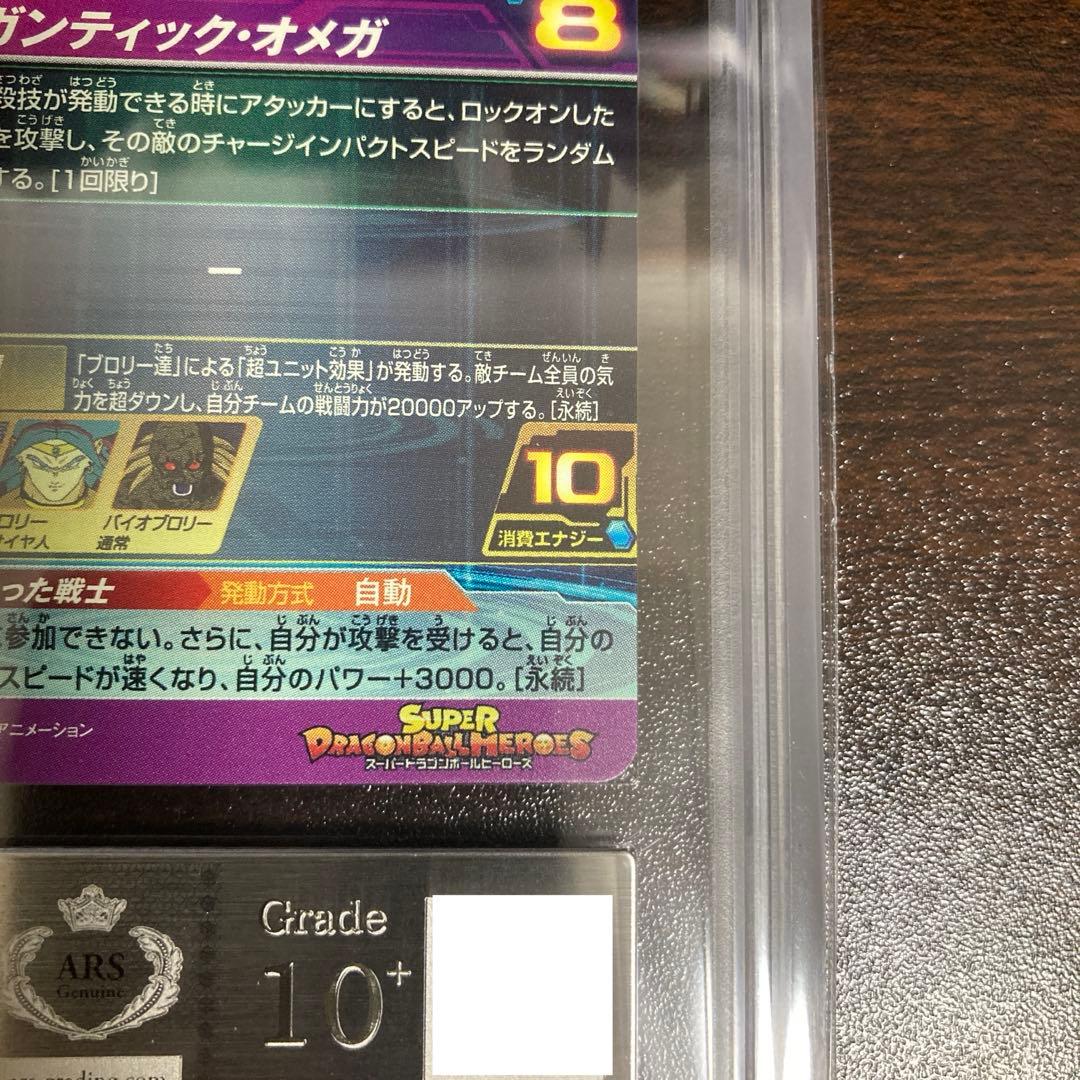 ガンティック・オメガ
8
殺技が発動できる時にアタッカーにすると、ロックオンした
を攻撃し、その敵のチャージインパクトスピードをランダム
する。[1回限り]
ー
「ブロリー達」による「超ユニット効果」が発動する。敵チーム全員の気
力を超ダウンし、自分チームの戦闘力が20000アップする。[永続]
10
ロリー
バイオブロリー
サイヤ人
通常
消費エナジー
った戦士
発動方式
自動
参加できない。さらに、自分が攻撃を受けると、自分の
スピードが速くなり、自分のパワー+3000。[永続]
アニメーション
SUPER
DRAGONBALL HEROES
スーパードラゴンボールヒーローズ
Grade
ARS
Genuine
10+